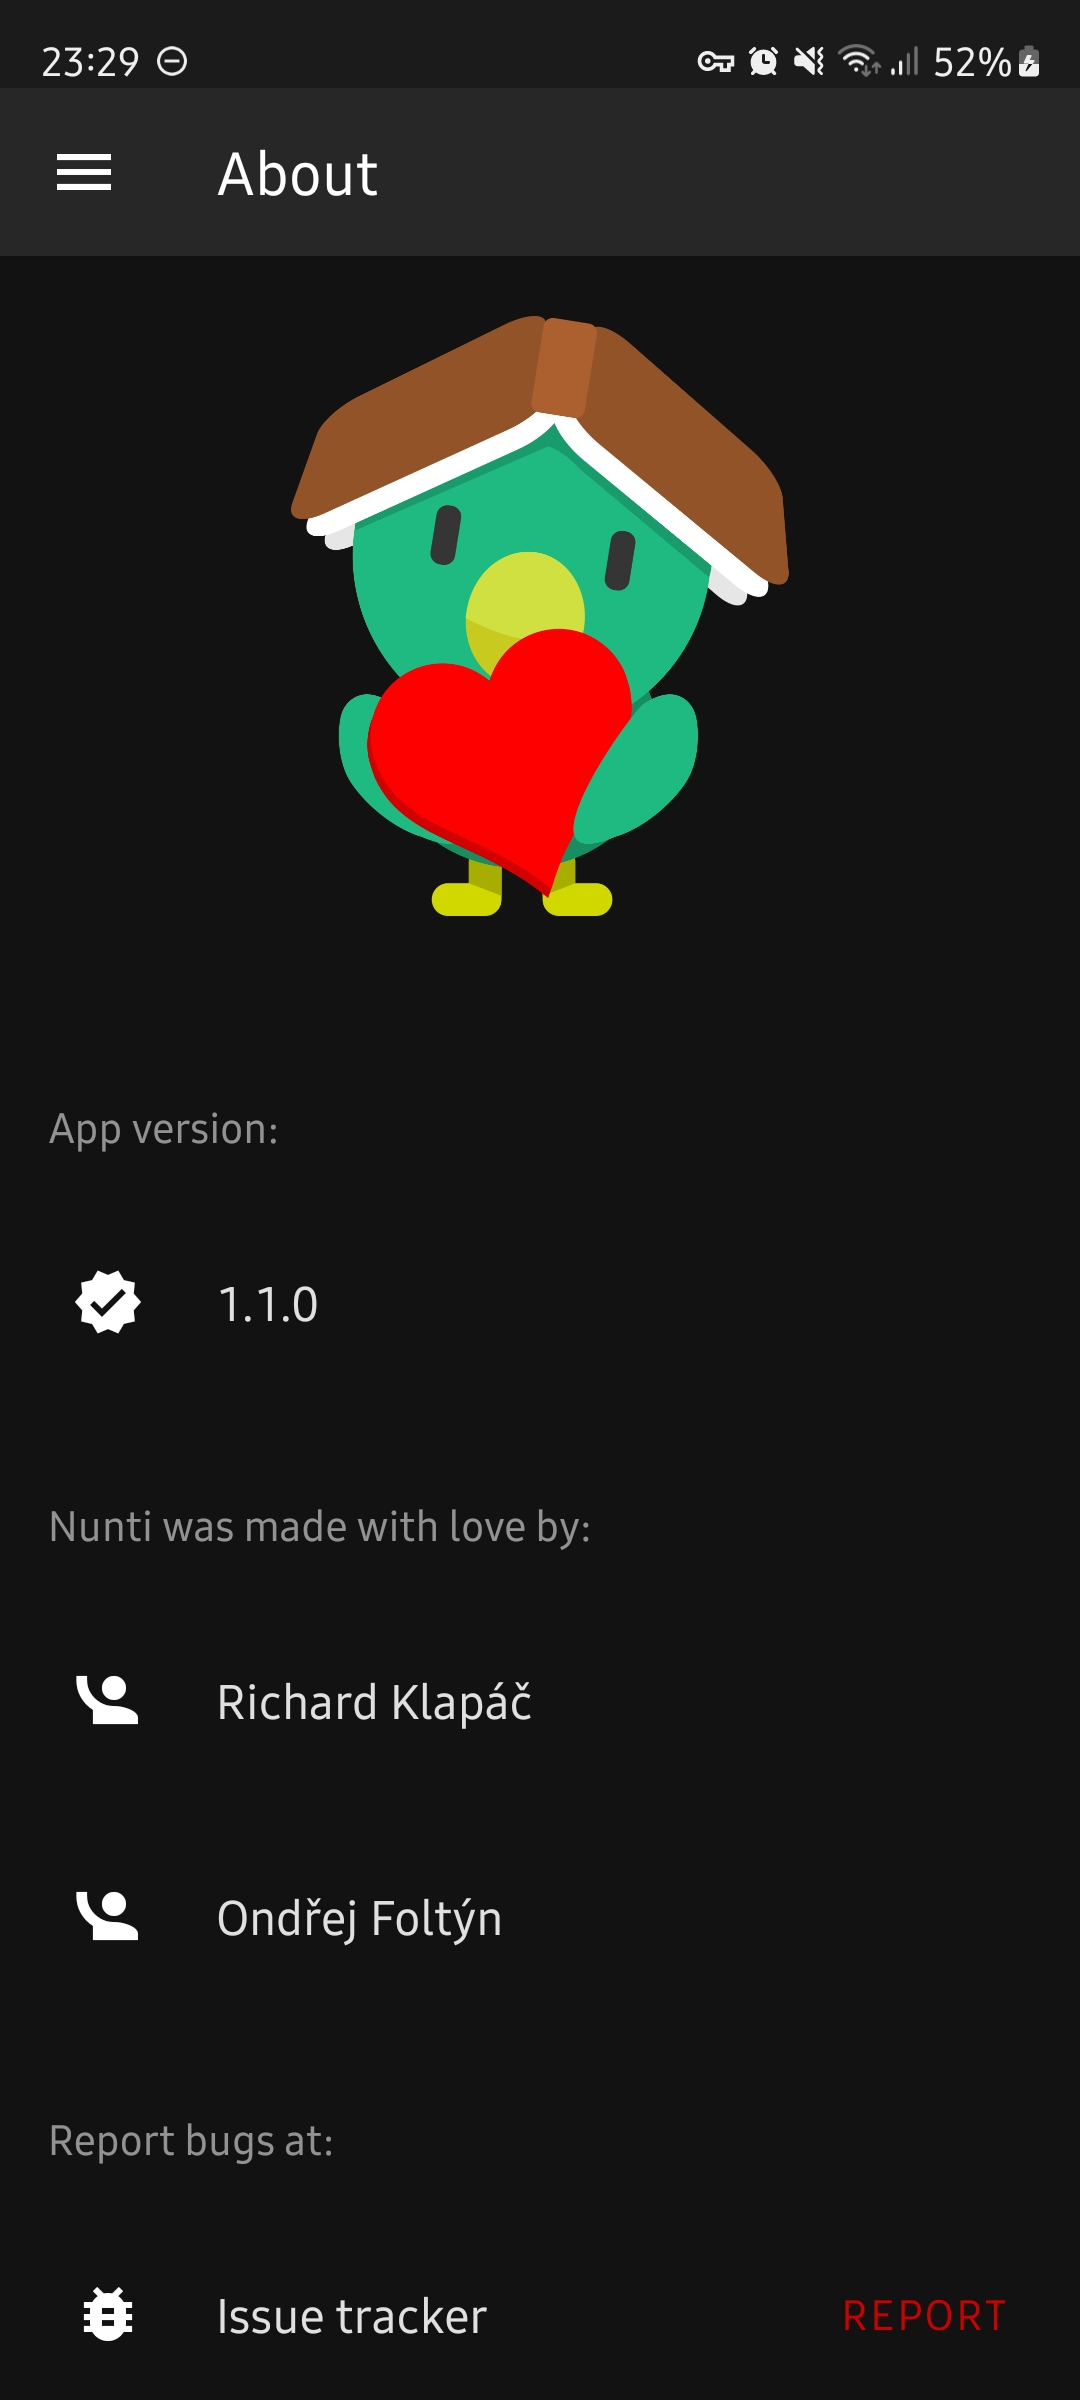 23:29 52%
About
App version:
1.1.0
Nunti was made with love by:
Richard Klapáč
Ondřej Foltýn
Report bugs at:
Issue tracker REPORT